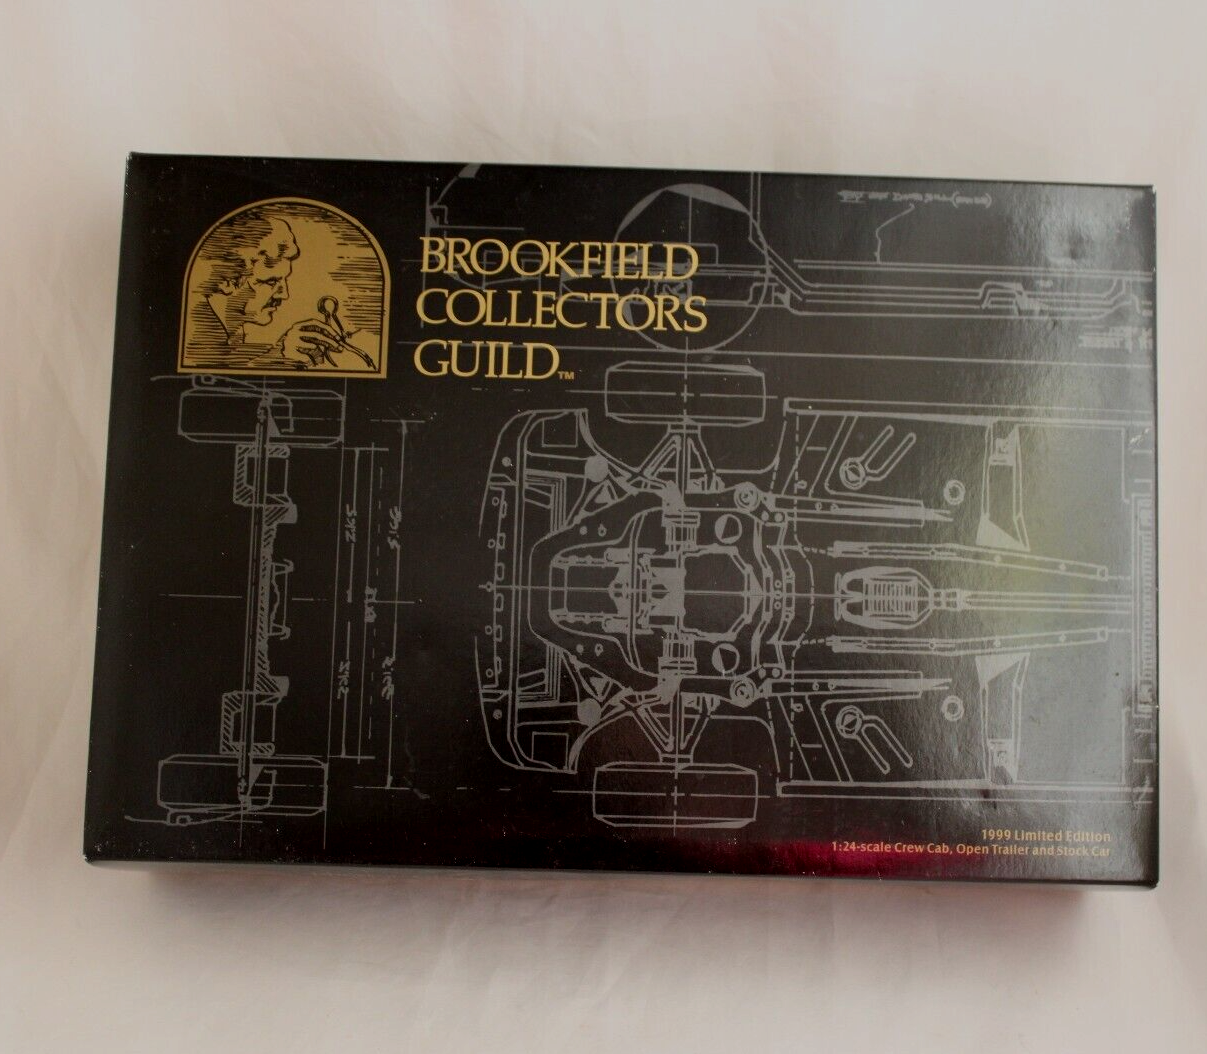 BROOKFIELD
COLLECTORS
GUILD™
1999 Limited Edition
1:24-scale Crew Cab, Open Trailer and Stock Car